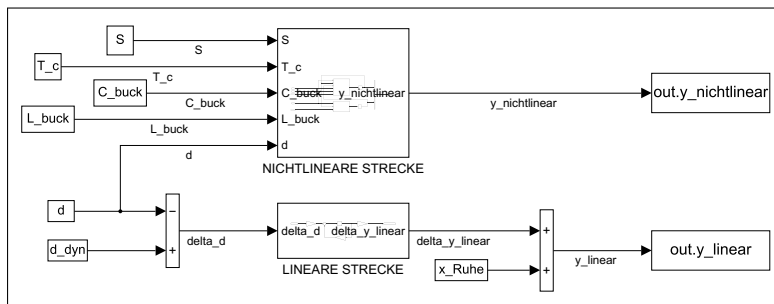 S
S
S
T_c
T_c
T_c
C_buck
C_buck
C_buck
y_nichtlinear
y_nichtlinear
out.y_nichtlinear
L_buck
L_buck
L_buck
d
d
NICHTLINEARE STRECKE
d
−
+
d_dyn
delta_d
delta_d
delta_y_linear
LINEARE STRECKE
delta_y_linear
x_Ruhe
+
+
y_linear
out.y_linear